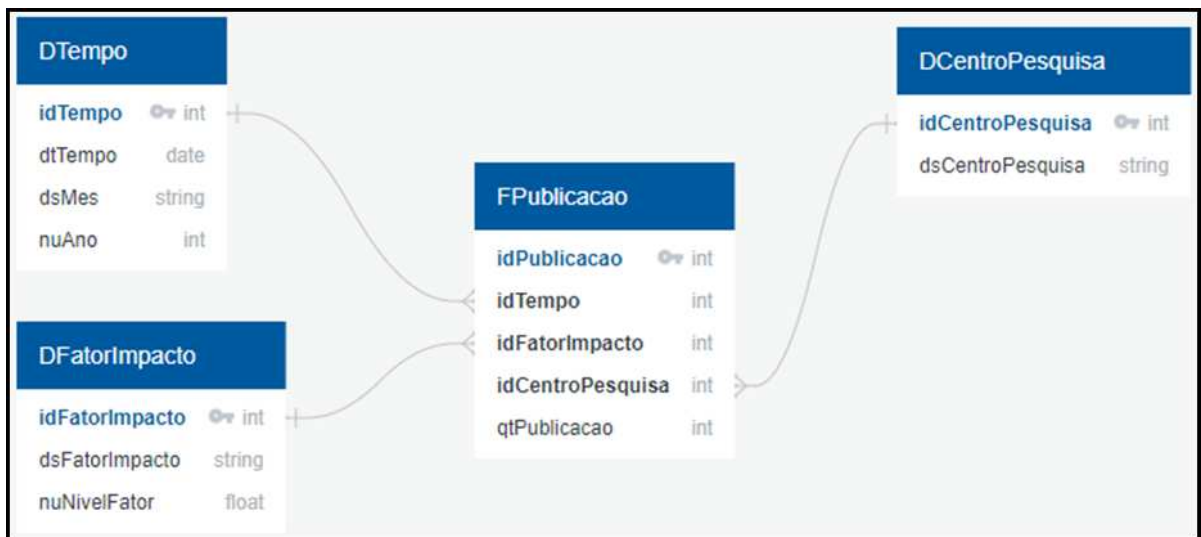 DTempo
idTempo int
dtTempo date
dsMes string
nuAno int
DFatorImpacto
idFatorImpacto int
dsFatorImpacto string
nuNivelFator float
FPublicacao
idPublicacao int
idTempo int
idFatorImpacto int
idCentroPesquisa int
qtPublicacao int
DCentroPesquisa
idCentroPesquisa int
dsCentroPesquisa string